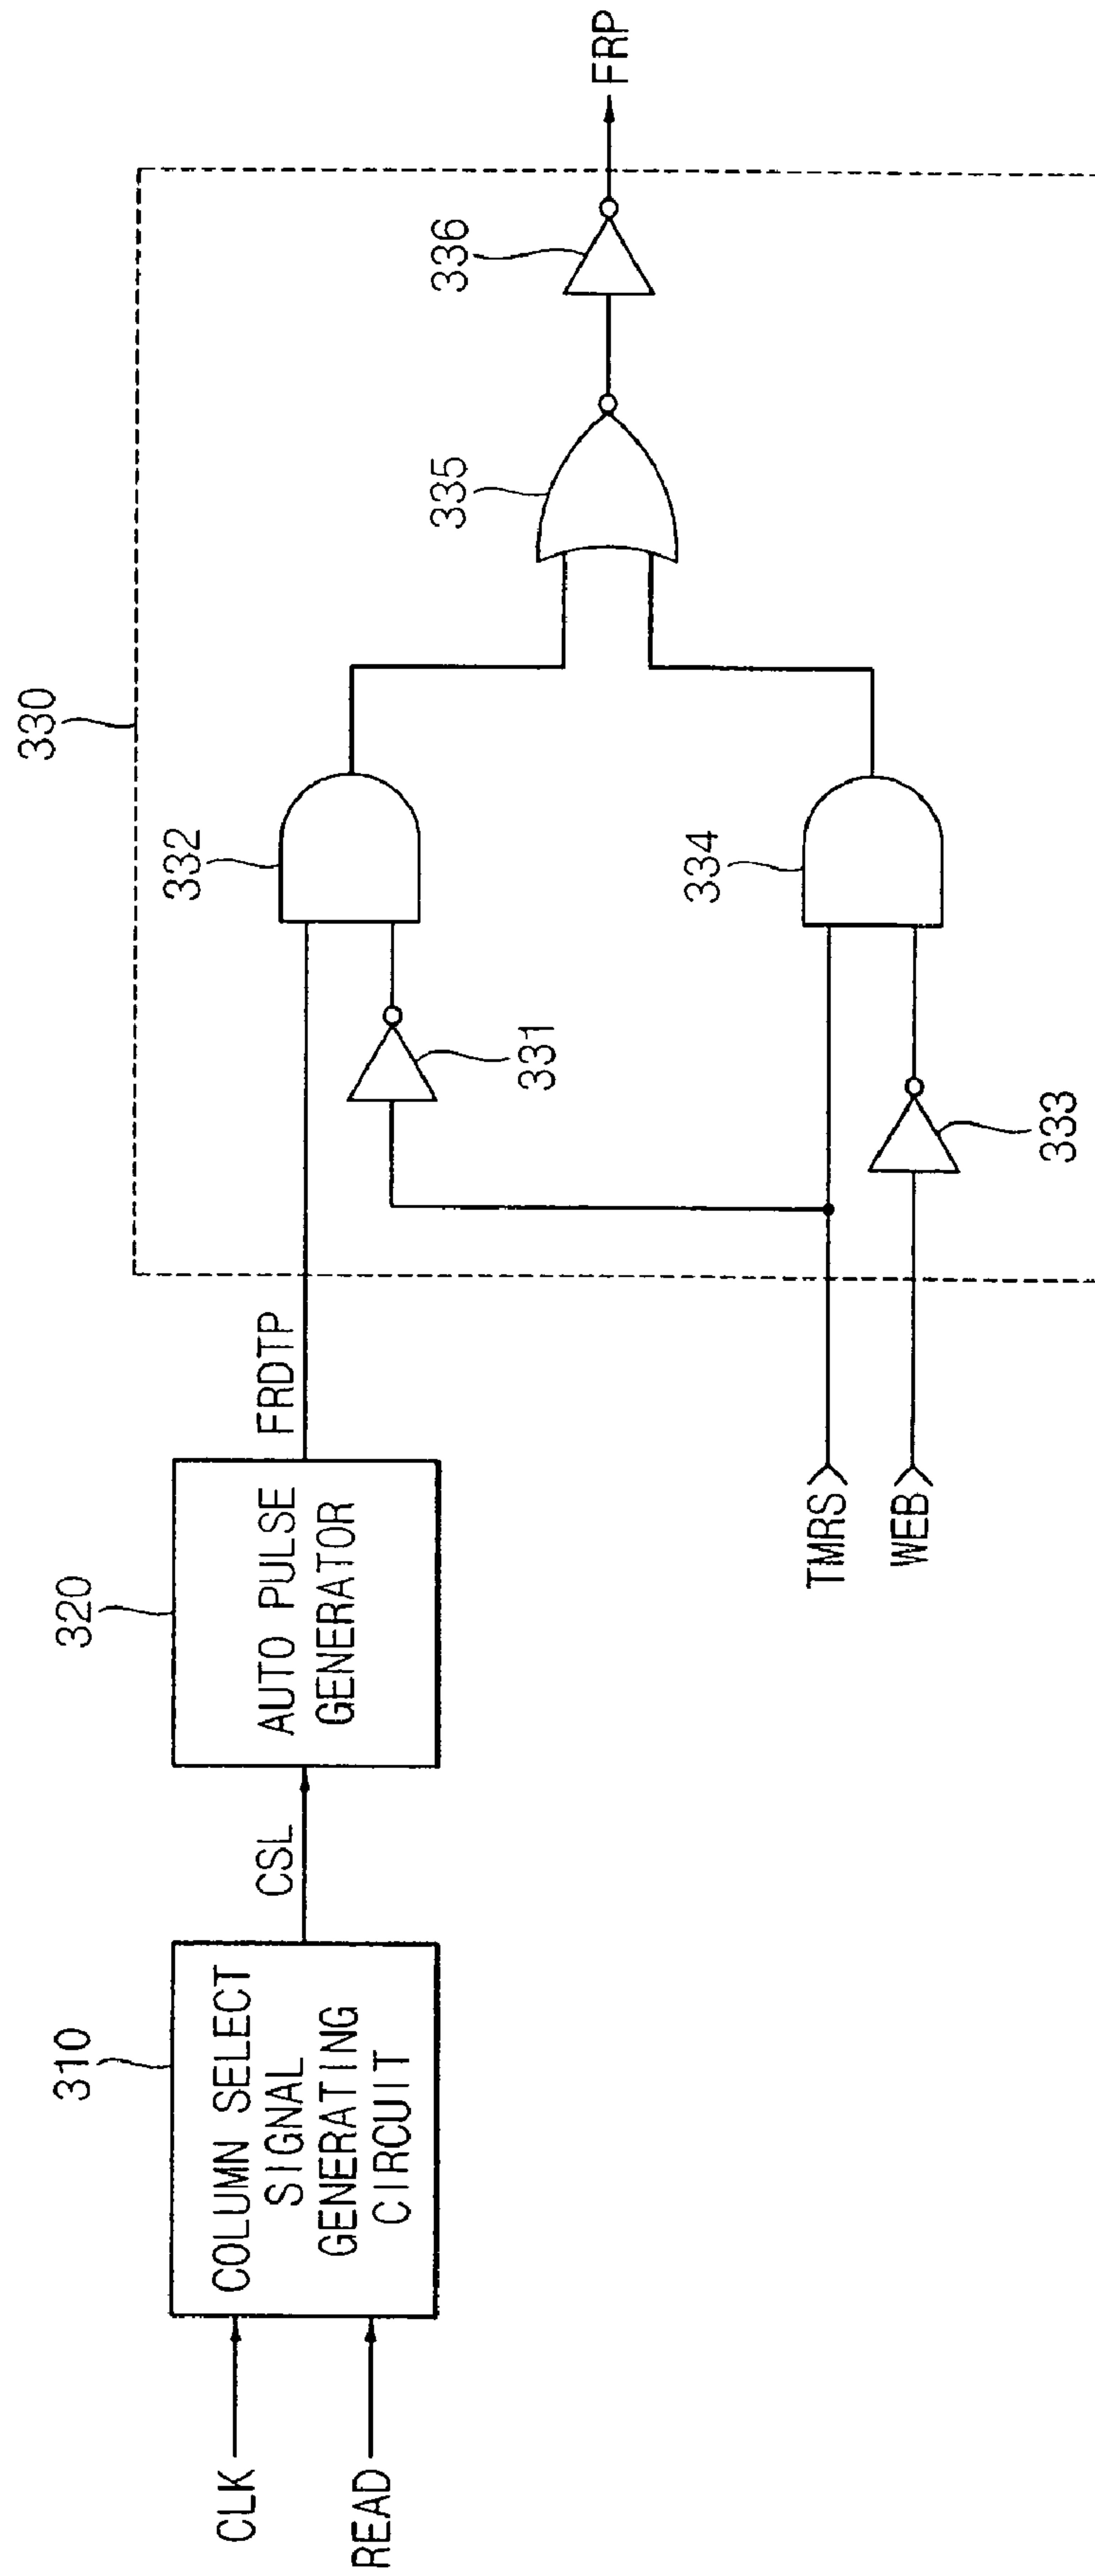 CLK
READ
310
COLUMN SELECT
SIGNAL
GENERATING
CIRCUIT
CSL
320
AUTO PULSE
GENERATOR
FRDTP
TMRS
WEB
330
331
332
333
334
335
336
FRP